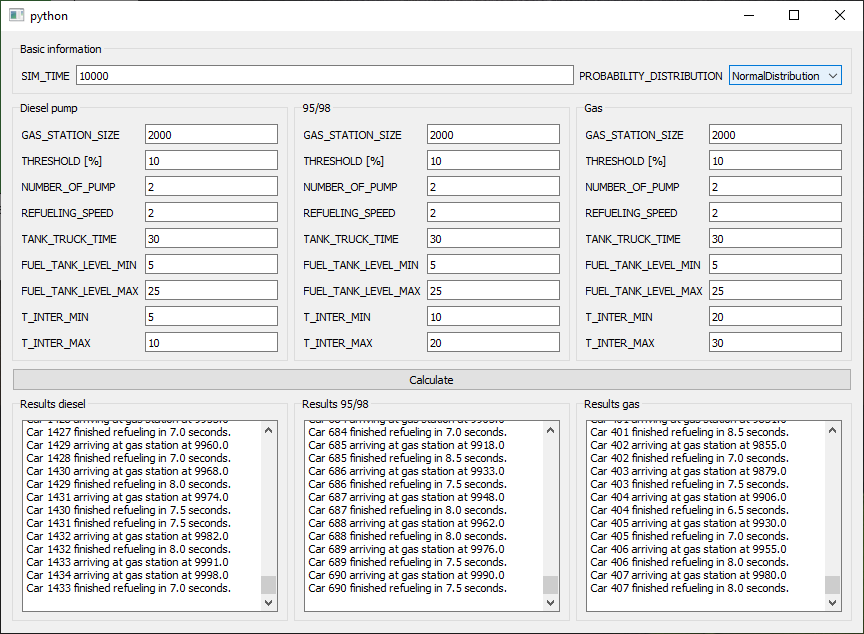 python
Basic information
SIM_TIME 10000 PROBABILITY_DISTRIBUTION NormalDistribution
Diesel pump
GAS_STATION_SIZE 2000
THRESHOLD [%] 10
NUMBER_OF_PUMP 2
REFUELING_SPEED 2
TANK_TRUCK_TIME 30
FUEL_TANK_LEVEL_MIN 5
FUEL_TANK_LEVEL_MAX 25
T_INTER_MIN 5
T_INTER_MAX 10
95/98
GAS_STATION_SIZE 2000
THRESHOLD [%] 10
NUMBER_OF_PUMP 2
REFUELING_SPEED 2
TANK_TRUCK_TIME 30
FUEL_TANK_LEVEL_MIN 5
FUEL_TANK_LEVEL_MAX 25
T_INTER_MIN 10
T_INTER_MAX 20
Gas
GAS_STATION_SIZE 2000
THRESHOLD [%] 10
NUMBER_OF_PUMP 2
REFUELING_SPEED 2
TANK_TRUCK_TIME 30
FUEL_TANK_LEVEL_MIN 5
FUEL_TANK_LEVEL_MAX 25
T_INTER_MIN 20
T_INTER_MAX 30
Calculate
Results diesel
Car 1427 finished refueling in 7.0 seconds.
Car 1429 arriving at gas station at 9960.0
Car 1428 finished refueling in 7.0 seconds.
Car 1430 arriving at gas station at 9968.0
Car 1429 finished refueling in 8.0 seconds.
Car 1431 arriving at gas station at 9974.0
Car 1430 finished refueling in 7.5 seconds.
Car 1431 finished refueling in 7.5 seconds.
Car 1432 arriving at gas station at 9982.0
Car 1432 finished refueling in 8.0 seconds.
Car 1433 arriving at gas station at 9991.0
Car 1434 arriving at gas station at 9998.0
Car 1433 finished refueling in 7.0 seconds.
Results 95/98
Car 684 finished refueling in 7.0 seconds.
Car 685 arriving at gas station at 9918.0
Car 685 finished refueling in 8.5 seconds.
Car 686 arriving at gas station at 9933.0
Car 686 finished refueling in 7.5 seconds.
Car 687 arriving at gas station at 9948.0
Car 687 finished refueling in 8.0 seconds.
Car 688 arriving at gas station at 9962.0
Car 688 finished refueling in 8.0 seconds.
Car 689 arriving at gas station at 9976.0
Car 689 finished refueling in 7.5 seconds.
Car 690 arriving at gas station at 9990.0
Car 690 finished refueling in 7.5 seconds.
Results gas
Car 401 finished refueling in 8.5 seconds.
Car 402 arriving at gas station at 9855.0
Car 402 finished refueling in 7.0 seconds.
Car 403 arriving at gas station at 9879.0
Car 403 finished refueling in 7.5 seconds.
Car 404 arriving at gas station at 9906.0
Car 404 finished refueling in 6.5 seconds.
Car 405 arriving at gas station at 9930.0
Car 405 finished refueling in 7.0 seconds.
Car 406 arriving at gas station at 9955.0
Car 406 finished refueling in 8.0 seconds.
Car 407 arriving at gas station at 9980.0
Car 407 finished refueling in 8.0 seconds.